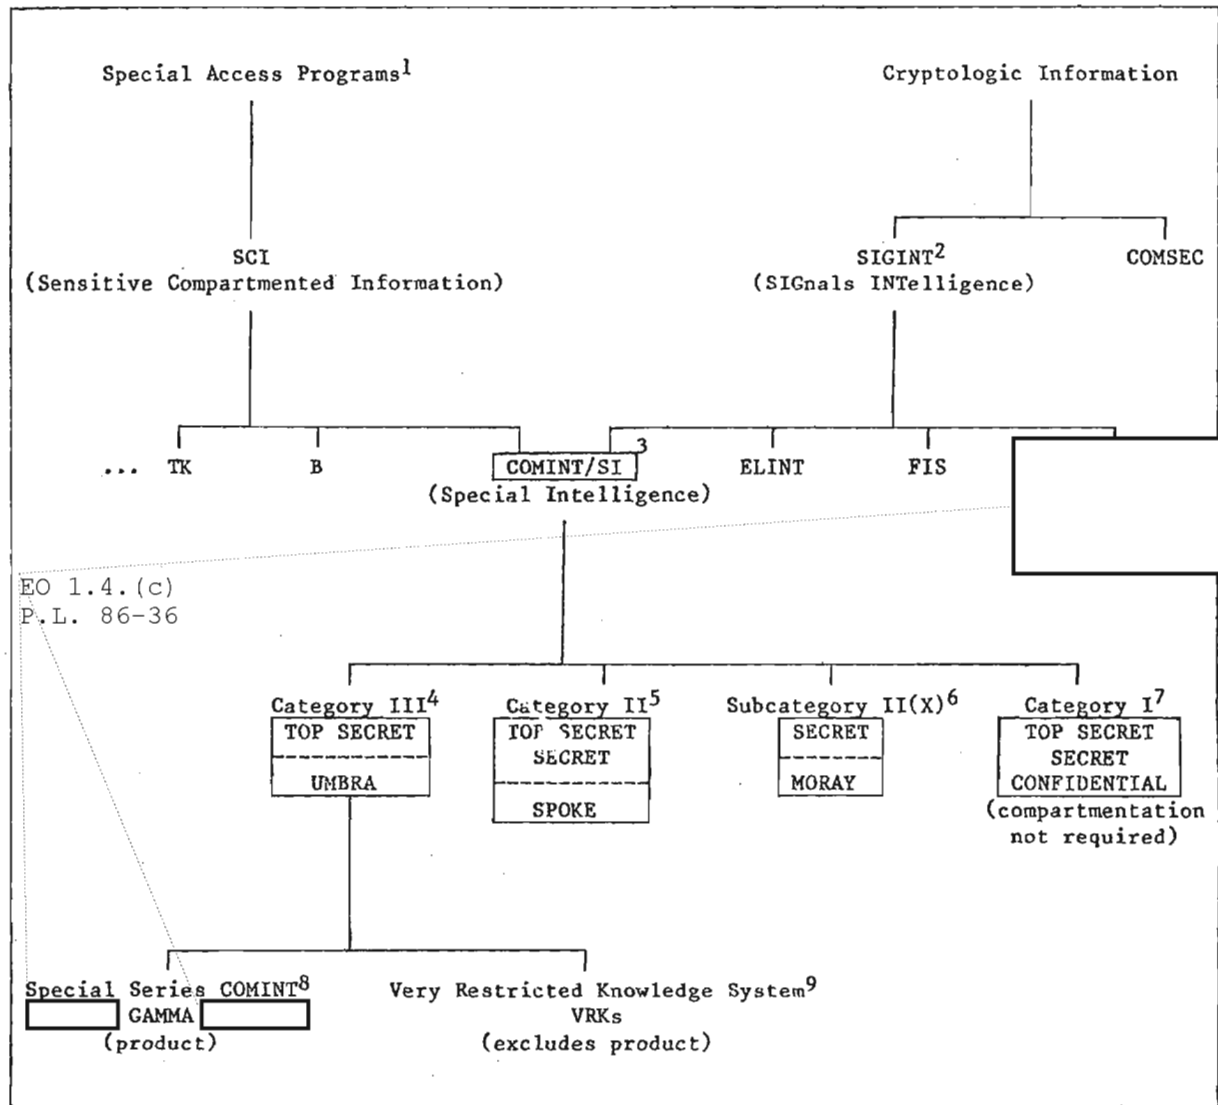 Special Access Programs1
Cryptologic Information
SCI
(Sensitive Compartmented Information)
SIGINT2
(SIGnals INTelligence)
COMSEC
... TK
B
COMINT/SI3
(Special Intelligence)
ELINT
FIS
EO 1.4.(c)
P.L. 86-36
Category III4
TOP SECRET
UMBRA
Category II5
TOP SECRET
SECRET
SPOKE
Subcategory II(X)6
SECRET
MORAY
Category I7
TOP SECRET
SECRET
CONFIDENTIAL
(compartmentation
not required)
Special Series COMINT8
GAMMA
(product)
Very Restricted Knowledge System9
VRKs
(excludes product)